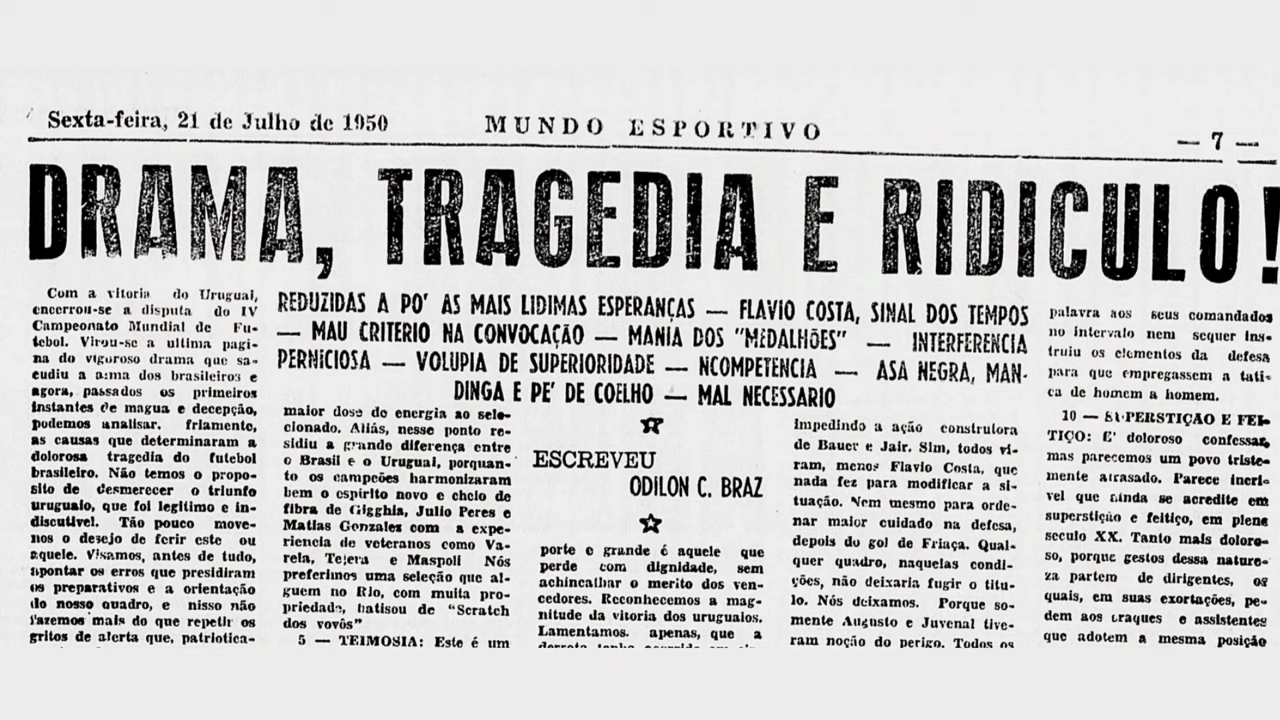 Sexta-feira, 21 de Julho de 1950
MUNDO ESPORTIVO
— 7 —
DRAMA, TRAGEDIA E RIDICULO!
REDUZIDAS A PO' AS MAIS LIDIMAS ESPERANÇAS — FLAVIO COSTA, SINAL DOS TEMPOS
— MAU CRITERIO NA CONVOCAÇÃO — MANIA DOS "MEDALHÕES" — INTERFERENCIA
PERNICIOSA — VOLUPIA DE SUPERIORIDADE — NCOMPETENCIA — ASA NEGRA, MAN-
DINGA E PE' DE COELHO — MAL NECESSARIO
Com a vitoria do Uruguai,
encerrou-se a disputa do IV
Campeonato Mundial de Fu-
tebol. Virou-se a ultima pagi-
na do vigoroso drama que sa-
cudiu a alma dos brasileiros e
agora, passados os primeiros
instantes de magua e decepção,
podemos analisar. friamente,
as causas que determinaram a
dolorosa tragedia do futebol
brasileiro. Não temos o propo-
sito de desmerecer o triunfo
uruguaio, que foi legitimo e in-
discutivel. Tão pouco move-
nos o desejo de ferir este ou
aquele. Visamos, antes de tudo,
apontar os erros que presidiram
os preparativos e a orientação
do nosso quadro, e nisso não
fazemos mais do que repetir os
gritos de alerta que, patriotica-
maior dose de energia ao sele-
cionado. Aliás, nesse ponto re-
sidiu a grande diferença entre
o Brasil e o Uruguai, porquan-
to os campeões harmonizaram
bem o espirito novo e cheio de
fibra de Gigghia, Julio Peres e
Matias Gonzales com a expe-
riencia de veteranos como Va-
rela, Tejera e Maspoli Nós
preferimos uma seleção que al-
guem no Rio, com muita pro-
priedade, batisou de "Scratch
dos vovôs"
5 — TEIMOSIA: Este é um
ESCREVEU
ODILON C. BRAZ
porte e grande é aquele que
perde com dignidade, sem
achincalhar o merito dos ven-
cedores. Reconhecemos a mag-
nitude da vitoria dos uruguaios.
Lamentamos. apenas, que a
impedindo a ação construtora
de Bauer e Jair. Sim, todos vi-
ram, menos Flavio Costa, que
nada fez para modificar a si-
tuação. Nem mesmo para orde-
nar maior cuidado na defesa,
depois do gol de Friaça. Qual-
quer quadro, naquelas condi-
ções, não deixaria fugir o titu-
lo. Nós deixamos. Porque so-
mente Augusto e Juvenal tive-
ram noção do perigo. Todos os
palavra aos seus comandados
no intervalo nem sequer ins-
truiu os elementos da defesa
para que empregassem a tati-
ca de homem a homem.
10 — SUPERSTIÇÃO E FEI-
TIÇO: E' doloroso confessar,
mas parecemos um povo triste-
mente atrasado. Parece incri-
vel que ainda se acredite em
superstição e feitiço, em pleno
seculo XX. Tanto mais doloro-
so, porque gestos dessa nature-
za partem de dirigentes, os
quais, em suas exortações, pe-
dem aos craques e assistentes
que adotem a mesma posição